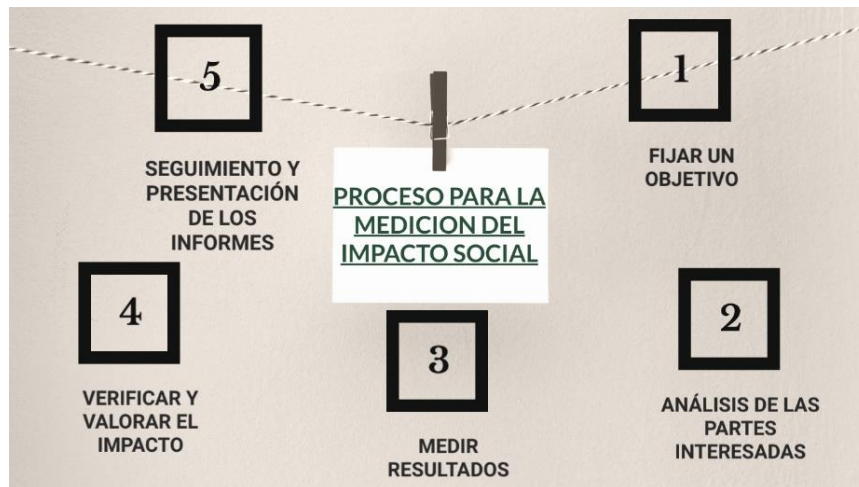 PROCESO PARA LA
MEDICION DEL
IMPACTO SOCIAL
1
FIJAR UN
OBJETIVO
2
ANÁLISIS DE LAS
PARTES
INTERESADAS
3
MEDIR
RESULTADOS
4
VERIFICAR Y
VALORAR EL
IMPACTO
5
SEGUIMIENTO Y
PRESENTACIÓN
DE LOS
INFORMES